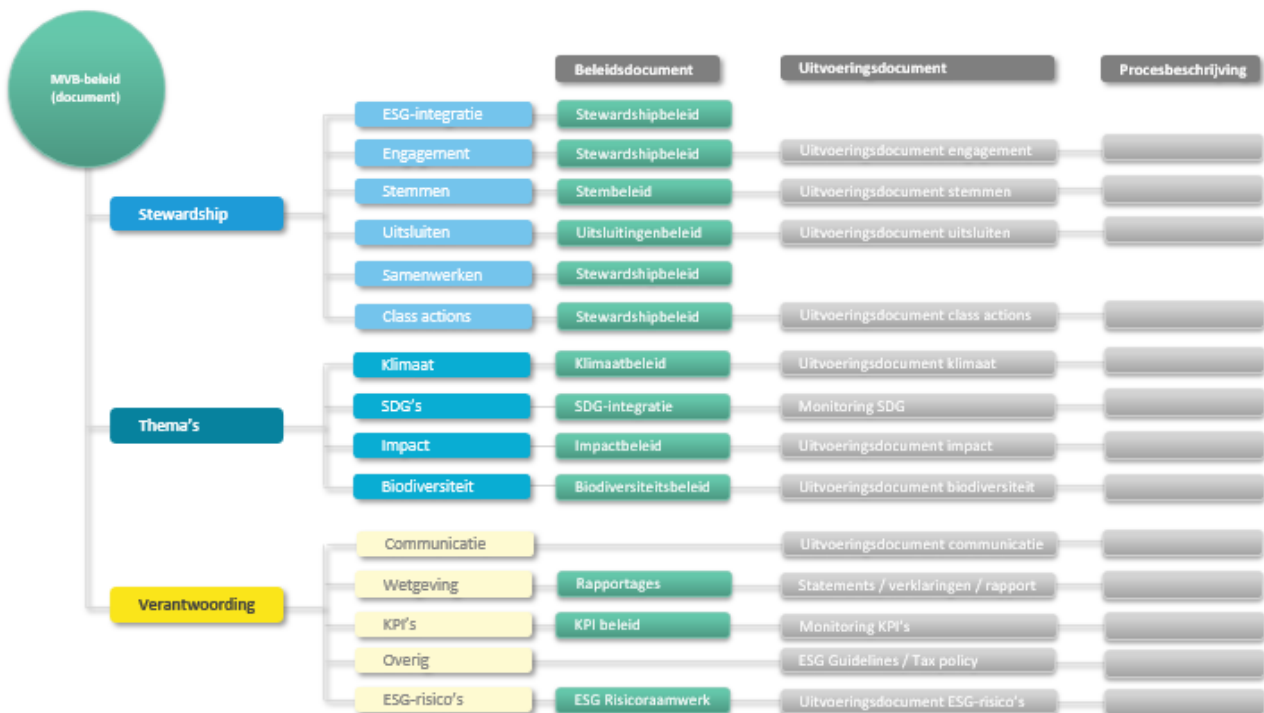 MVB-beleid
(document)
Beleidsdocument
Uitvoeringsdocument
Procesbeschrijving
Stewardship
ESG-integratie
Stewardshipbeleid
Engagement
Stewardshipbeleid
Uitvoeringsdocument engagement
Stemmen
Stembeleid
Uitvoeringsdocument stemmen
Uitsluiten
Uitsluitingenbeleid
Uitvoeringsdocument uitsluiten
Samenwerken
Stewardshipbeleid
Class actions
Stewardshipbeleid
Uitvoeringsdocument class actions
Thema's
Klimaat
Klimaatbeleid
Uitvoeringsdocument klimaat
SDG's
SDG-integratie
Monitoring SDG
Impact
Impactbeleid
Uitvoeringsdocument impact
Biodiversiteit
Biodiversiteitsbeleid
Uitvoeringsdocument biodiversiteit
Verantwoording
Communicatie
Uitvoeringsdocument communicatie
Wetgeving
Rapportages
Statements / verklaringen / rapport
KPI's
KPI beleid
Monitoring KPI's
Overig
ESG Guidelines / Tax policy
ESG-risico's
ESG Risicoraamwerk
Uitvoeringsdocument ESG-risico's